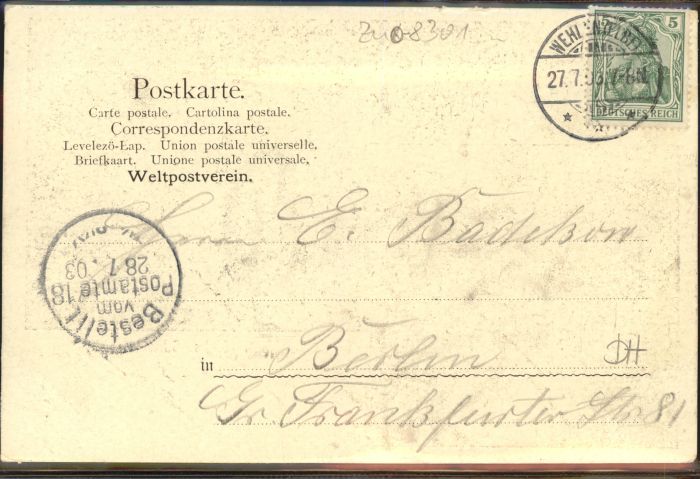 5
DEUTSCHES REICH
27.7.03.
Postkarte.
Carte postale. Cartolina postale.
Correspondenzkarte.
Levelező-Lap. Union postale universelle.
Briefkaart. Unione postale universale.
Weltpostverein.
Herrn E. Badekow
Bestellt
vom
Postamte 18
28 7. 03
in Berlin
DH
Gr. Frankfurter Str. 81